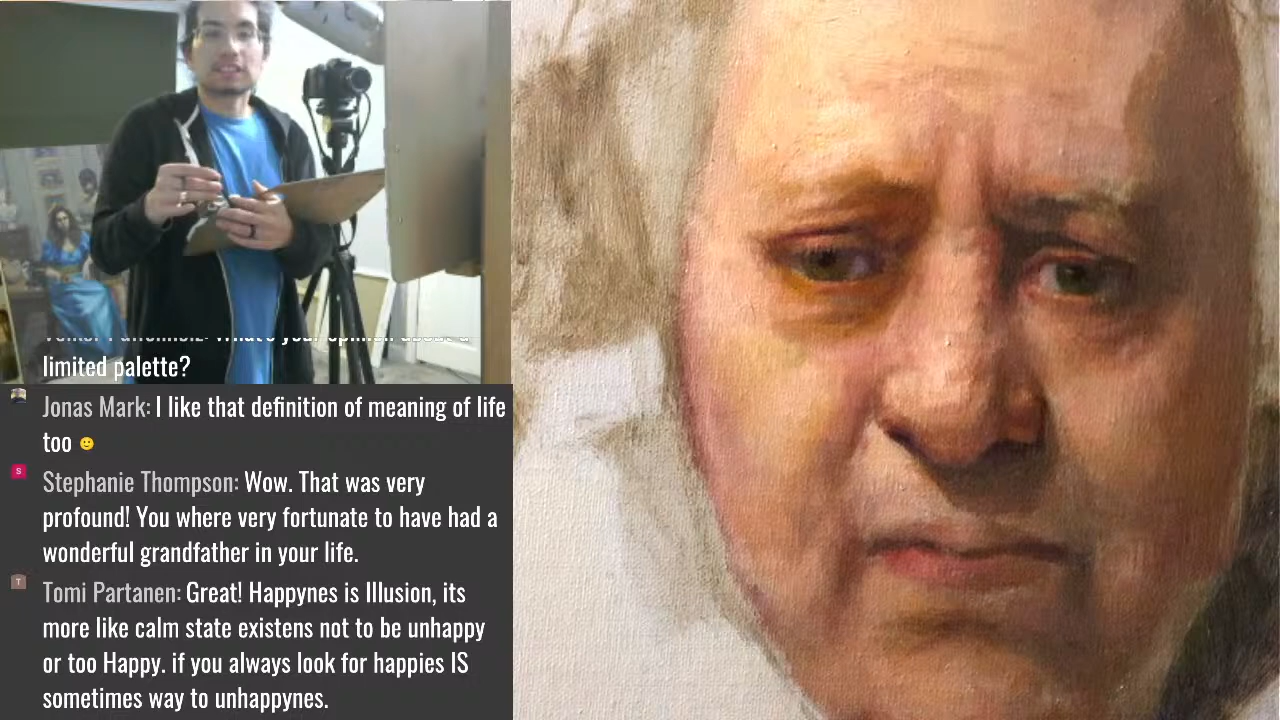 limited palette?
Jonas Mark: I like that definition of meaning of life
too 🙂
S
Stephanie Thompson: Wow. That was very
profound! You where very fortunate to have had a
wonderful grandfather in your life.
T
Tomi Partanen: Great! Happynes is Illusion, its
more like calm state existens not to be unhappy
or too Happy. if you always look for happies IS
sometimes way to unhappynes.